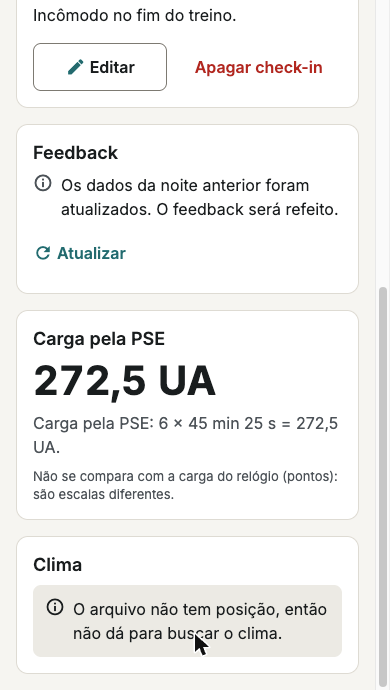 Incômodo no fim do treino.
Editar
Apagar check-in
Feedback
Os dados da noite anterior foram
atualizados. O feedback será refeito.
Atualizar
Carga pela PSE
272,5 UA
Carga pela PSE: 6 × 45 min 25 s = 272,5
UA.
Não se compara com a carga do relógio (pontos):
são escalas diferentes.
Clima
O arquivo não tem posição, então
não dá para buscar o clima.